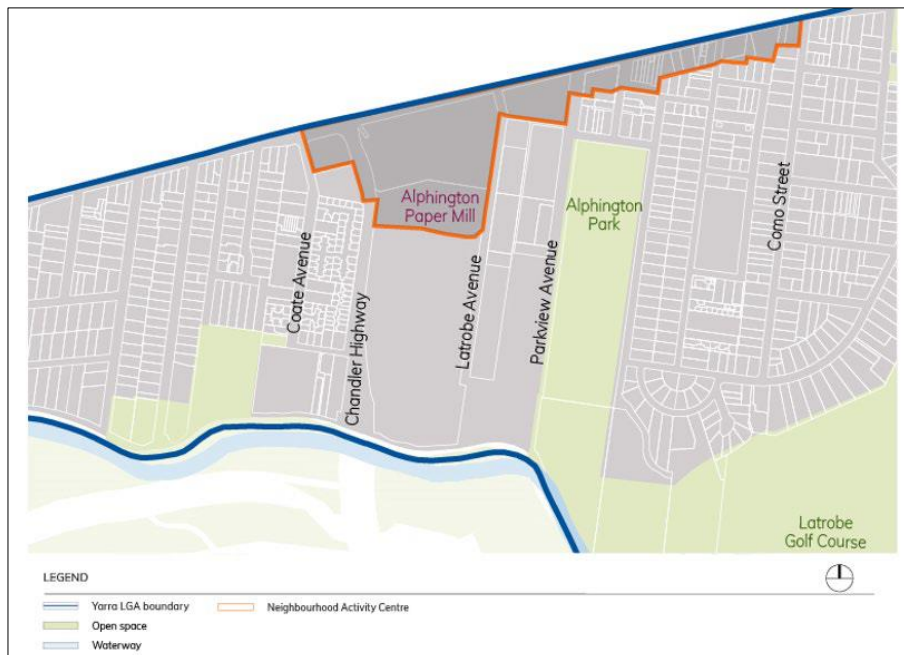 Alphington
Paper Mill
Alphington
Park
Como Street
Coate Avenue
Chandler Highway
Latrobe Avenue
Parkview Avenue
Latrobe
Golf Course
LEGEND
Yarra LGA boundary
Neighbourhood Activity Centre
Open space
Waterway